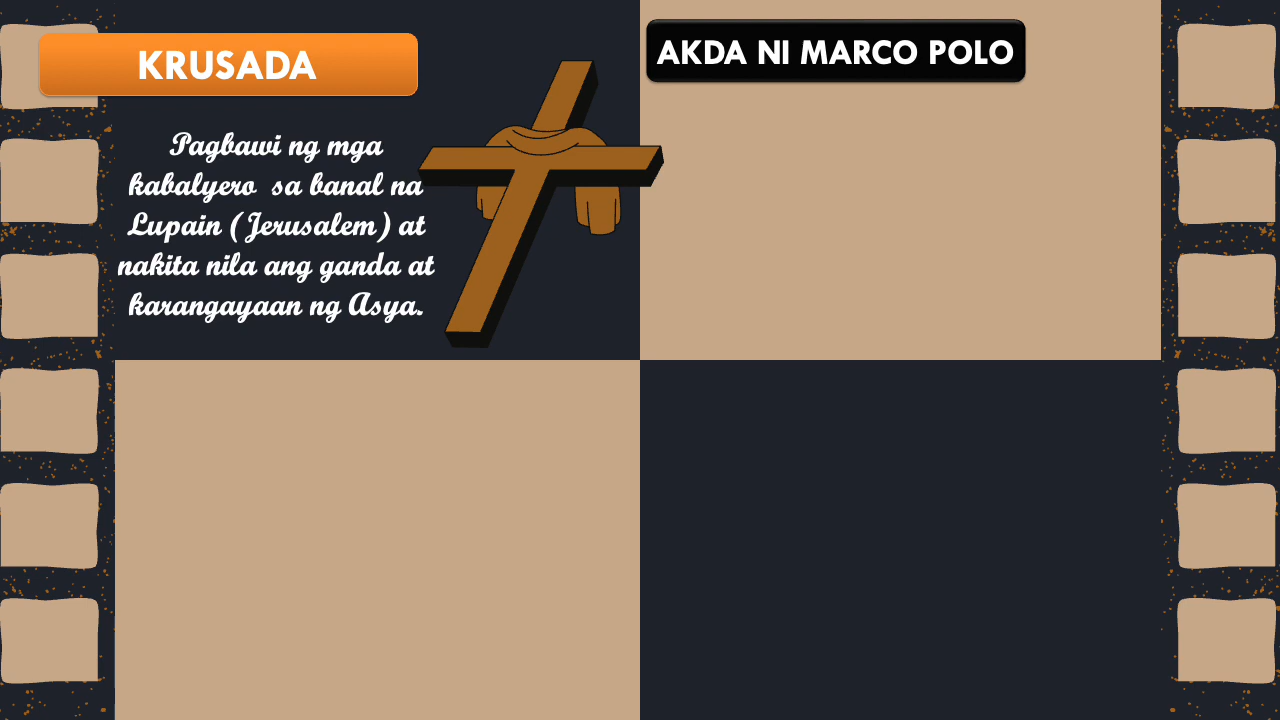 KRUSADA
Pagbawi ng mga
kabalyero sa banal na
Lupain (Jerusalem) at
nakita nila ang ganda at
karangayaan ng Asya.
AKDA NI MARCO POLO